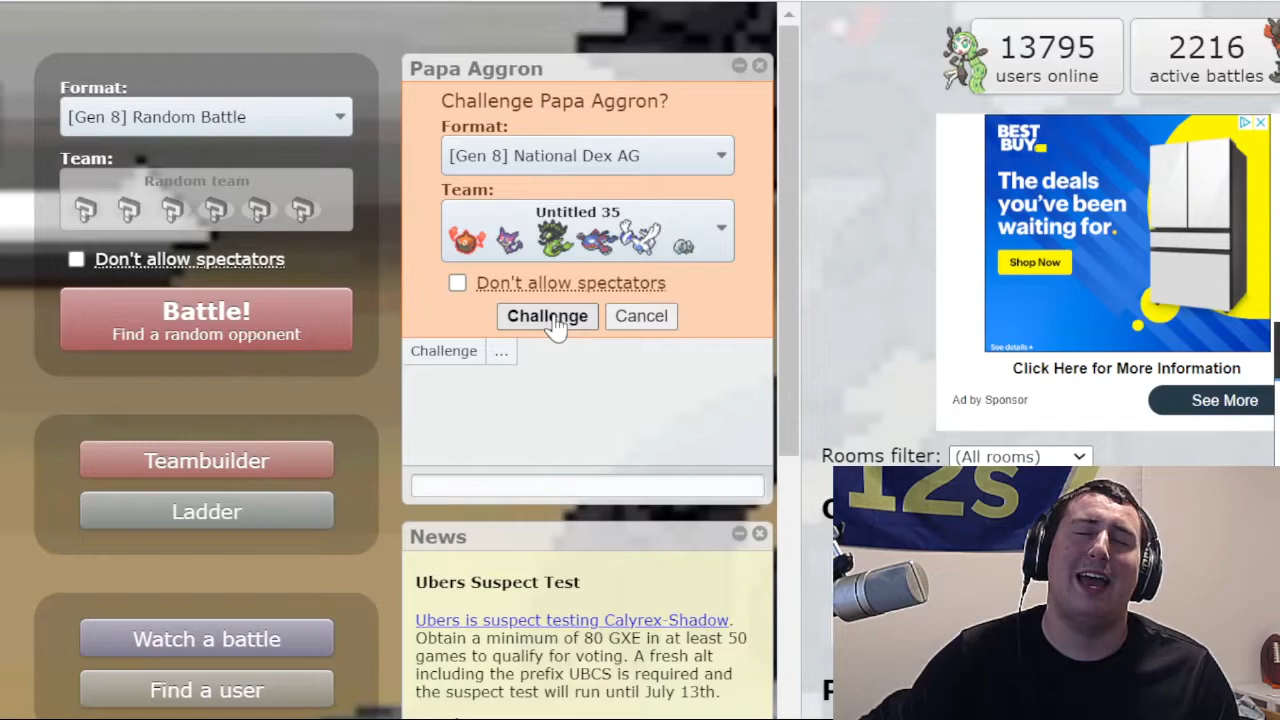 Format:
[Gen 8] Random Battle
Team:
Random team
Don't allow spectators
Battle!
Find a random opponent
Teambuilder
Ladder
Watch a battle
Find a user
Papa Aggron
Challenge Papa Aggron?
Format:
[Gen 8] National Dex AG
Team:
Untitled 35
Don't allow spectators
Challenge
Cancel
Challenge
...
News
Ubers Suspect Test
Ubers is suspect testing Calyrex-Shadow.
Obtain a minimum of 80 GXE in at least 50
games to qualify for voting. A fresh alt
including the prefix UBCS is required and
the suspect test will run until July 13th.
13795
users online
2216
active battles
BEST
BUY
The deals
you've been
waiting for.
Shop Now
See details
Click Here for More Information
Ad by Sponsor
See More
Rooms filter:
(All rooms)
12s